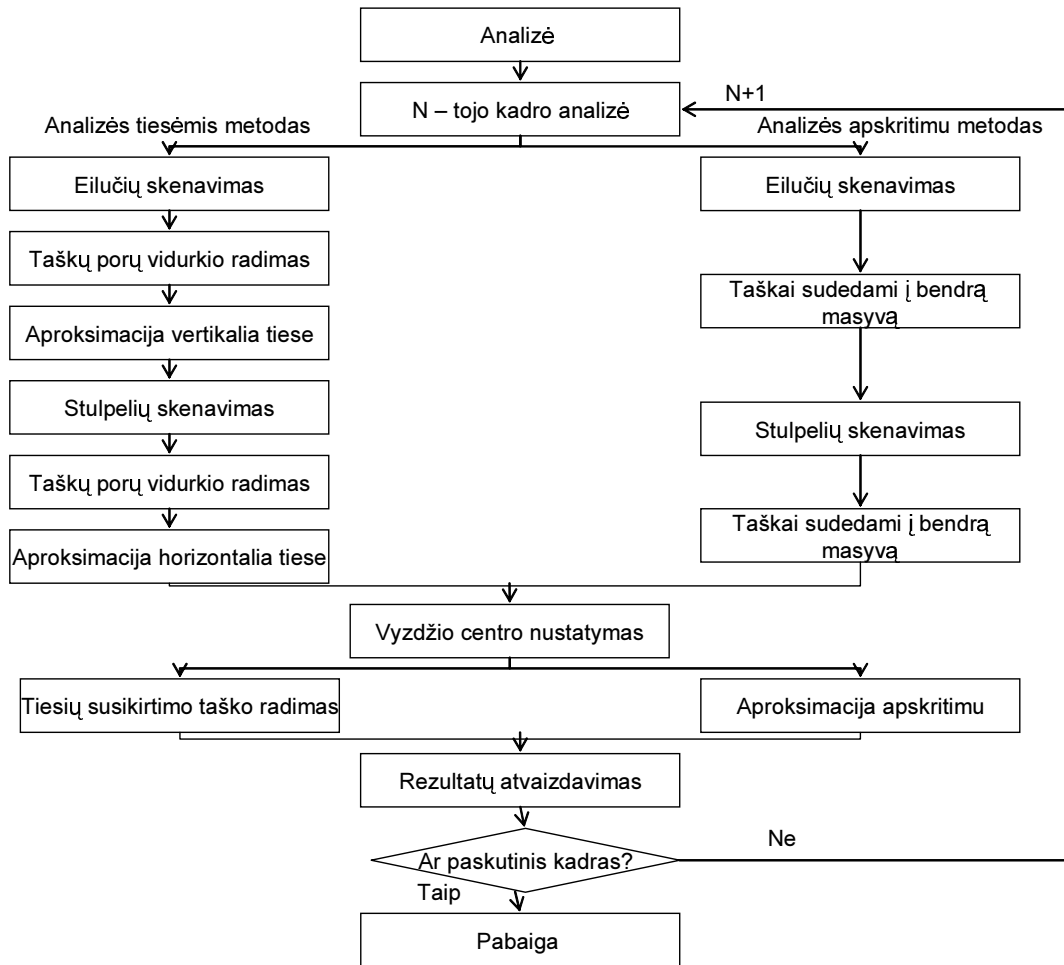 Analizė
N – tojo kadro analizė
N+1
Analizės tiesėmis metodas
Eilučių skenavimas
Taškų porų vidurkio radimas
Aproksimacija vertikalia tiese
Stulpelių skenavimas
Taškų porų vidurkio radimas
Aproksimacija horizontalia tiese
Analizės apskritimu metodas
Eilučių skenavimas
Taškai sudedami į bendrą
masyvą
Stulpelių skenavimas
Taškai sudedami į bendrą
masyvą
Vyzdžio centro nustatymas
Tiesių susikirtimo taško radimas
Aproksimacija apskritimu
Rezultatų atvaizdavimas
Ar paskutinis kadras?
Ne
Taip
Pabaiga